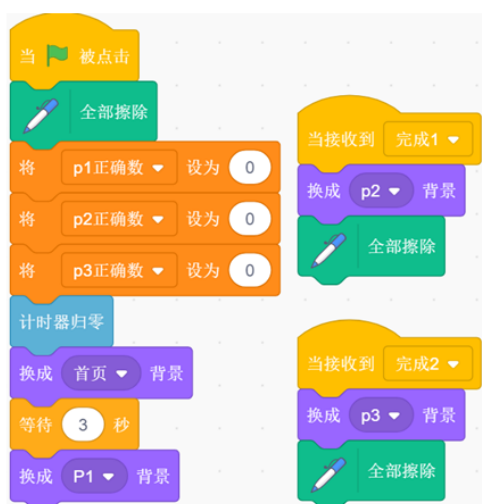 当 被点击
全部擦除
将 p1正确数 设为 0
将 p2正确数 设为 0
将 p3正确数 设为 0
计时器归零
换成 首页 背景
等待 3 秒
换成 P1 背景
当接收到 完成1
换成 p2 背景
全部擦除
当接收到 完成2
换成 p3 背景
全部擦除